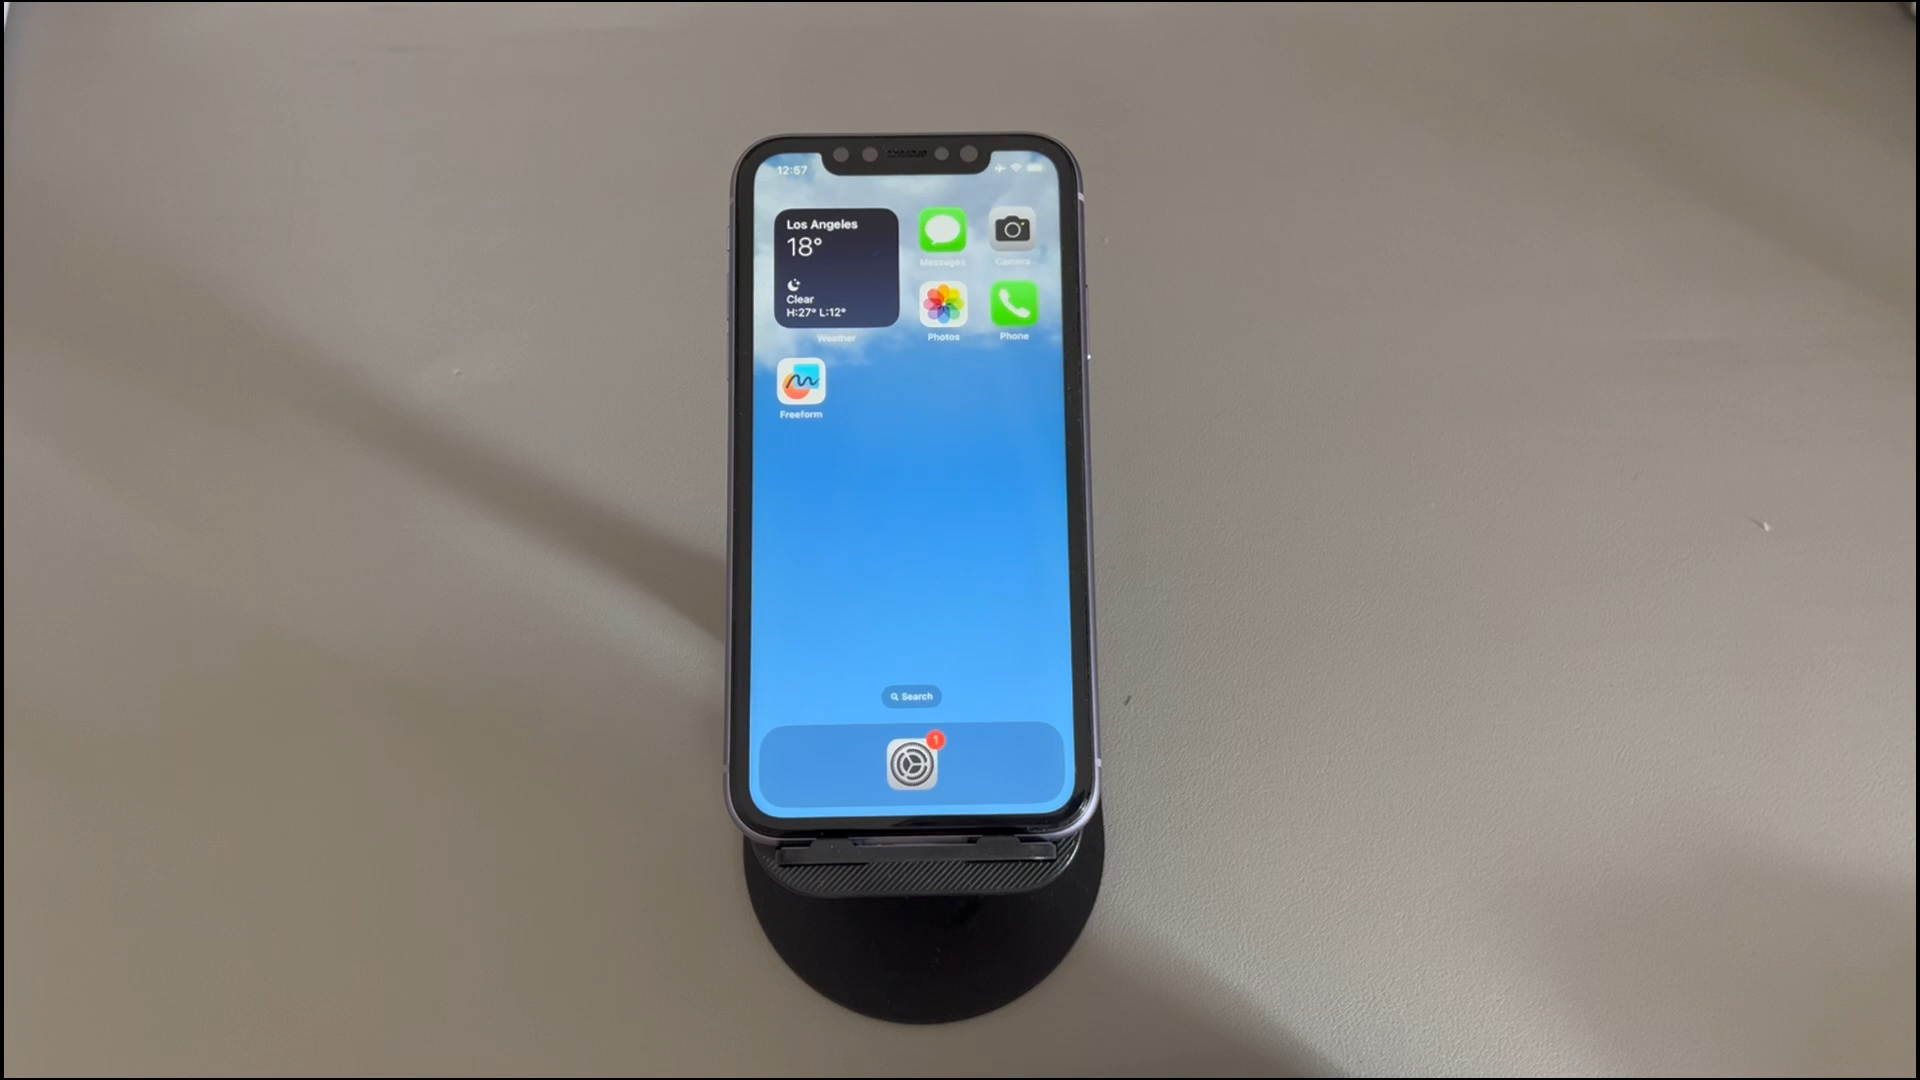 12:57
Los Angeles
18°
Clear
H:27° L:12°
Weather
Messages
Camera
Photos
Phone
Freeform
Search
1